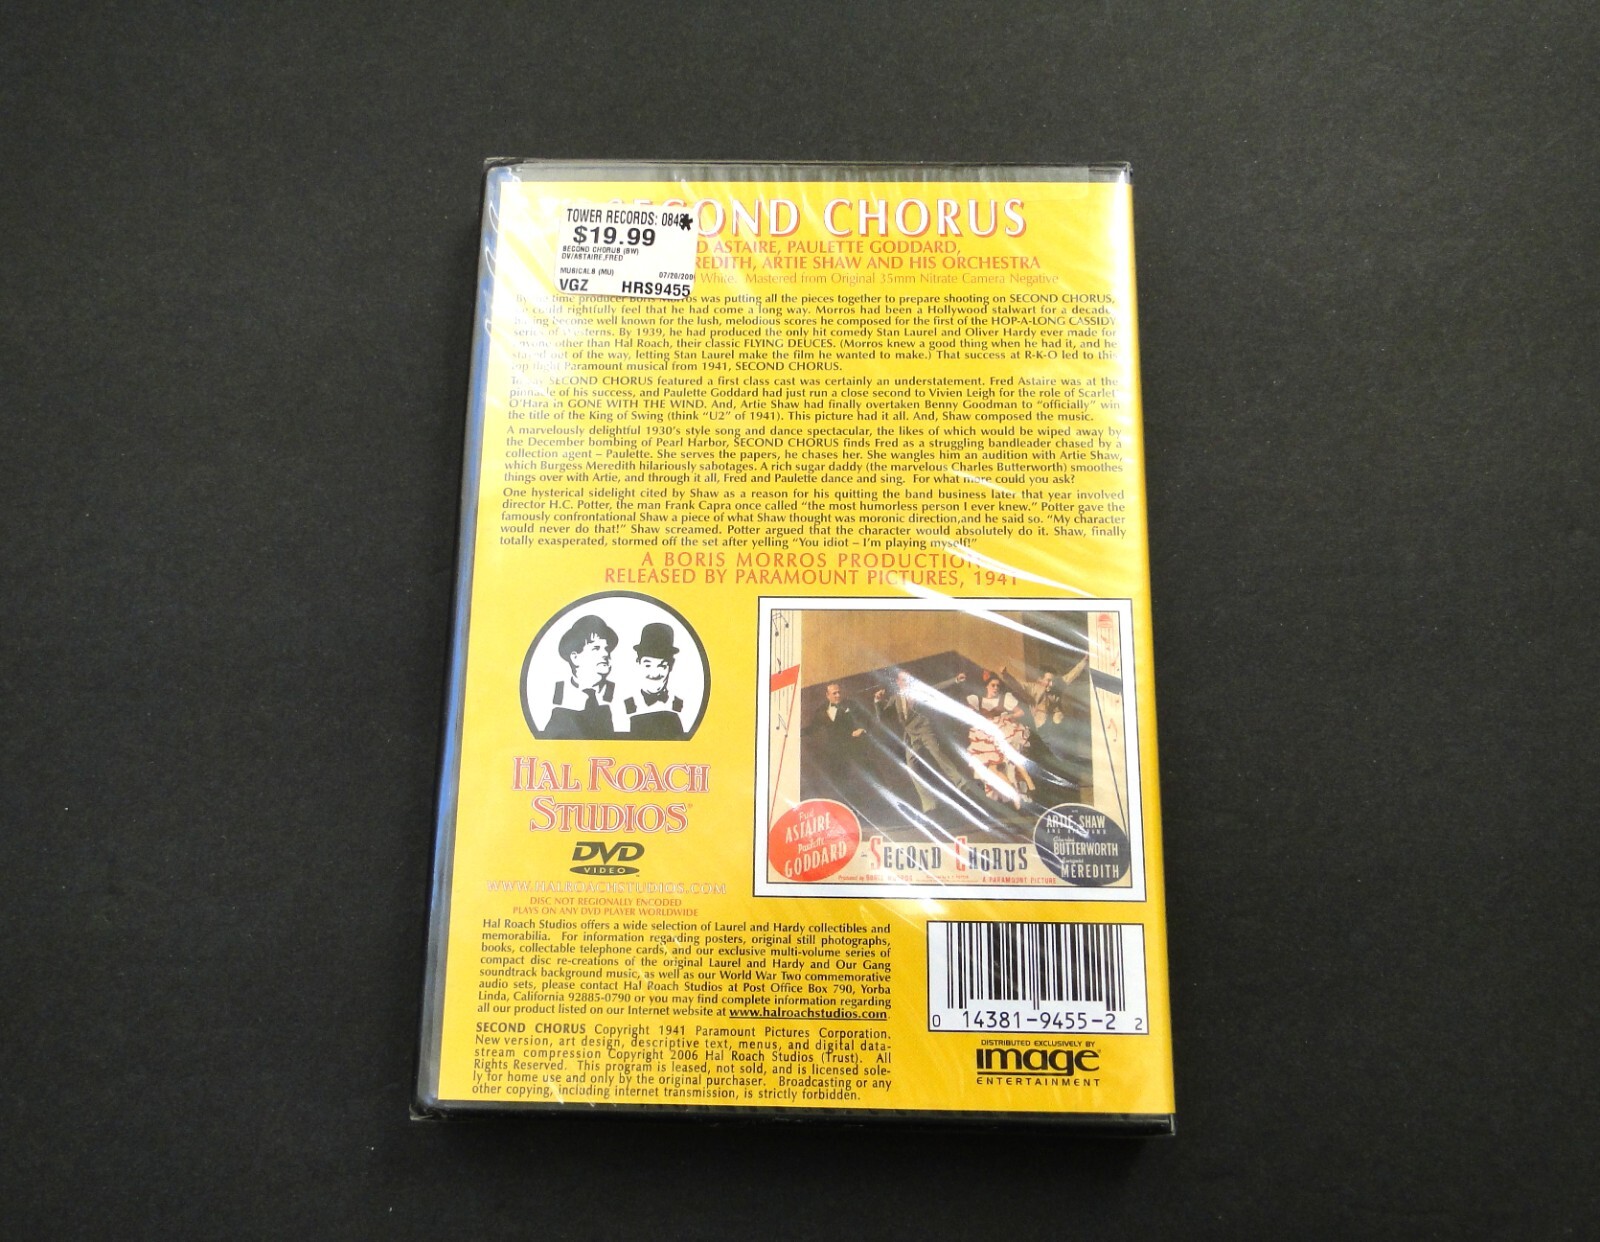 TOWER RECORDS: 084
$19.99
SECOND CHORUS (BW)
DV/ASTAIRE,FRED
MUSICALS (MU) 07/26/200
VGZ HRS9455
SECOND CHORUS
ASTAIRE, PAULETTE GODDARD,
MEREDITH, ARTIE SHAW AND HIS ORCHESTRA
White. Mastered from Original 35mm Nitrate Camera Negative
time producer Boris Morros was putting all the pieces together to prepare shooting on SECOND CHORUS,
could rightfully feel that he had come a long way. Morros had been a Hollywood stalwart for a decade
become well known for the lush, melodious scores he composed for the first of the HOP-A-LONG CASSIDY
series of Westerns. By 1939, he had produced the only hit comedy Stan Laurel and Oliver Hardy ever made for
anyone other than Hal Roach, their classic FLYING DEUCES. (Morros knew a good thing when he had it, and he
stayed out of the way, letting Stan Laurel make the film he wanted to make.) That success at R-K-O led to this
top flight Paramount musical from 1941, SECOND CHORUS.
To say SECOND CHORUS featured a first class cast was certainly an understatement. Fred Astaire was at the
pinnacle of his success, and Paulette Goddard had just run a close second to Vivien Leigh for the role of Scarlet
O'Hara in GONE WITH THE WIND. And, Artie Shaw had finally overtaken Benny Goodman to "officially" win
the title of the King of Swing (think "U2" of 1941). This picture had it all. And, Shaw composed the music.
A marvelously delightful 1930's style song and dance spectacular, the likes of which would be wiped away by
the December bombing of Pearl Harbor, SECOND CHORUS finds Fred as a struggling bandleader chased by a
collection agent – Paulette. She serves the papers, he chases her. She wangles him an audition with Artie Shaw,
which Burgess Meredith hilariously sabotages. A rich sugar daddy (the marvelous Charles Butterworth) smoothes
things over with Artie, and through it all, Fred and Paulette dance and sing. For what more could you ask?
One hysterical sidelight cited by Shaw as a reason for his quitting the band business later that year involved
director H.C. Potter, the man Frank Capra once called "the most humorless person I ever knew." Potter gave the
famously confrontational Shaw a piece of what Shaw thought was moronic direction,and he said so. "My character
would never do that!" Shaw screamed. Potter argued that the character would absolutely do it. Shaw, finally
totally exasperated, stormed off the set after yelling "You idiot – I'm playing myself!"
A BORIS MORROS PRODUCTION
RELEASED BY PARAMOUNT PICTURES, 1941
HAL ROACH
STUDIOS
DVD
VIDEO
WWW.HALROACHSTUDIOS.COM
DISC NOT REGIONALLY ENCODED
PLAYS ON ANY DVD PLAYER WORLDWIDE
Fred
ASTAIRE
Paulette
GODDARD
SECOND CHORUS
Produced by BORIS MORROS
A PARAMOUNT PICTURE
ARTIE SHAW
Charles
BUTTERWORTH
Burgess
MEREDITH
Hal Roach Studios offers a wide selection of Laurel and Hardy collectibles and
memorabilia. For information regarding posters, original still photographs,
books, collectable telephone cards, and our exclusive multi-volume series of
compact disc re-creations of the original Laurel and Hardy and Our Gang
soundtrack background music, as well as our World War Two commemorative
audio sets, please contact Hal Roach Studios at Post Office Box 790, Yorba
Linda, California 92885-0790 or you may find complete information regarding
all our product listed on our Internet website at www.halroachstudios.com.
SECOND CHORUS Copyright 1941 Paramount Pictures Corporation.
New version, art design, descriptive text, menus, and digital data-
stream compression Copyright 2006 Hal Roach Studios (Trust). All
Rights Reserved. This program is leased, not sold, and is licensed sole-
ly for home use and only by the original purchaser. Broadcasting or any
other copying, including internet transmission, is strictly forbidden.
0 14381-9455-2 2
DISTRIBUTED EXCLUSIVELY BY
image
ENTERTAINMENT